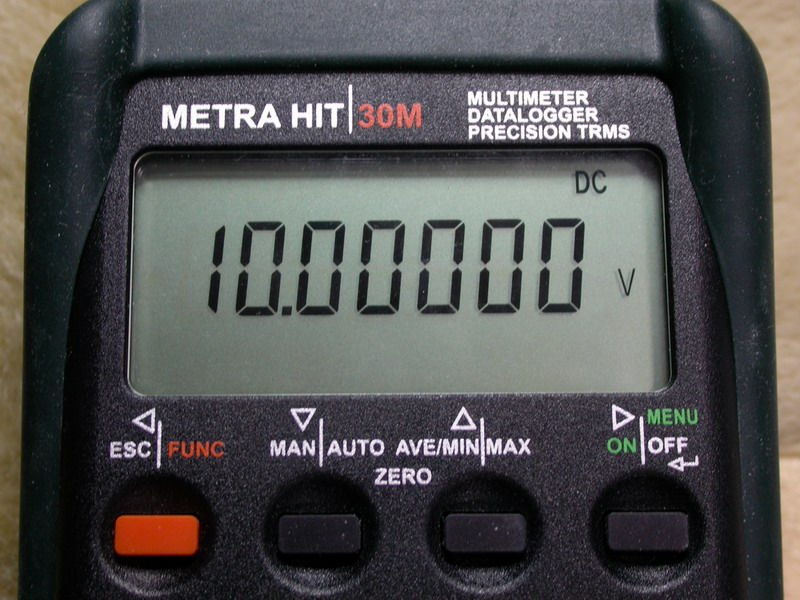 METRA HIT 30M
MULTIMETER
DATALOGGER
PRECISION TRMS
DC
10.00000 V
MENU
ESC FUNC MAN AUTO AVE/MIN MAX ON OFF
ZERO